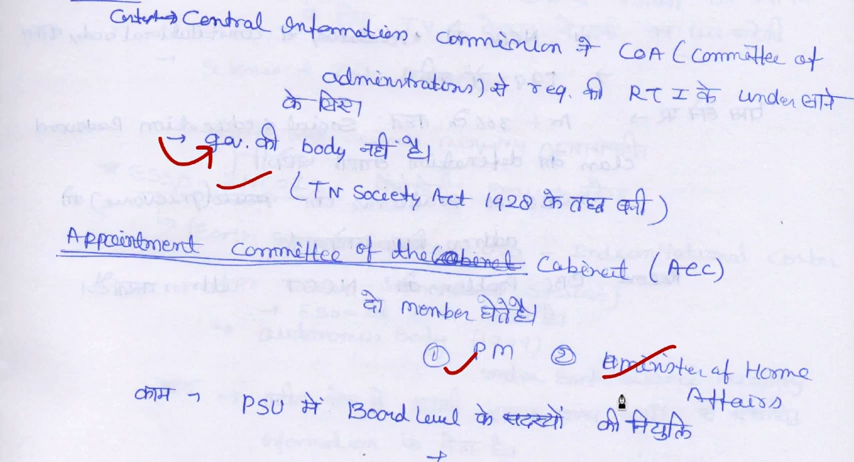 Context → Central Information. Commission ने COA (Committee of
administrations) से req. की RTI के under लाने
के लिए।
→ gov. की body नहीं है।
(TN Society Act 1928 के तहत बनी)
Appointment Committee of the Cabinet (ACC)
दो member होते है।
① PM ② minister of Home
Affairs
काम → PSU में Board level के सदस्यों की नियुक्ति
→